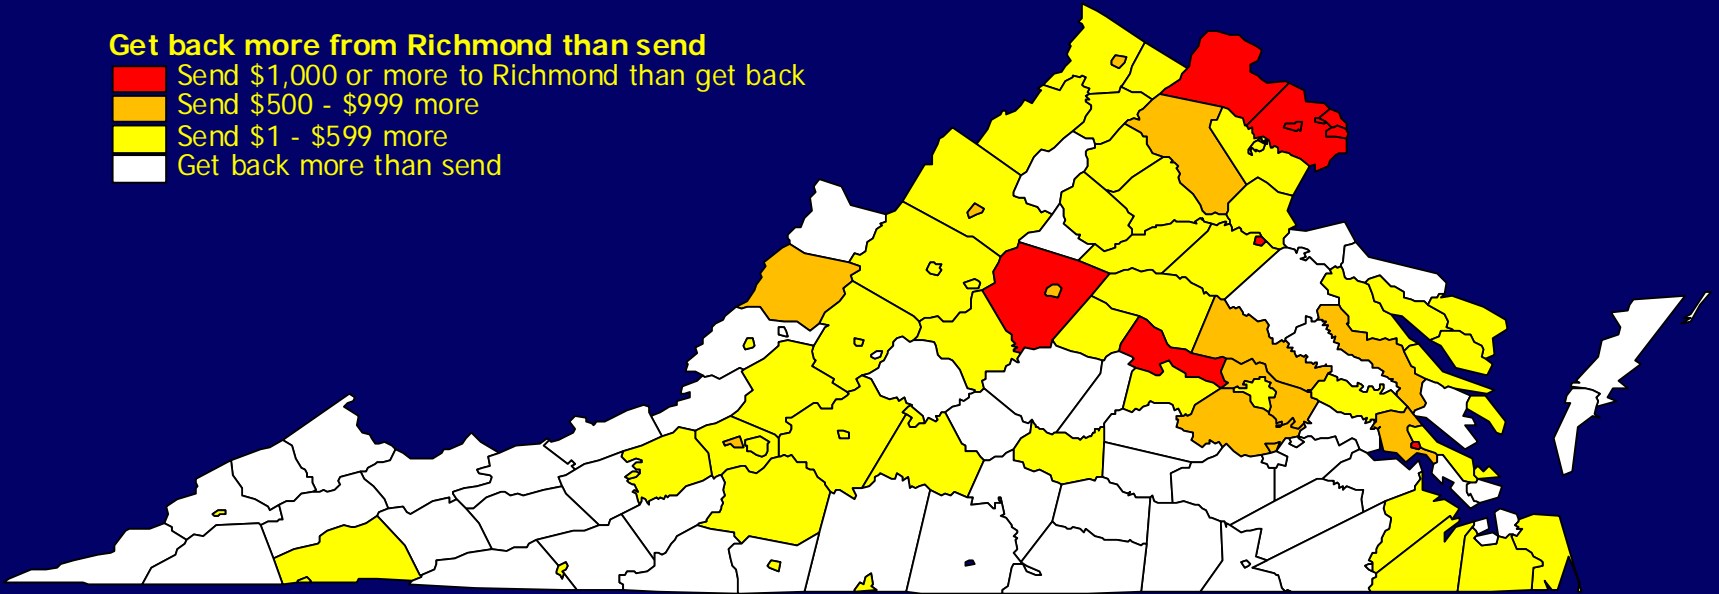 Get back more from Richmond than send
Send $1,000 or more to Richmond than get back
Send $500 - $999 more
Send $1 - $599 more
Get back more than send